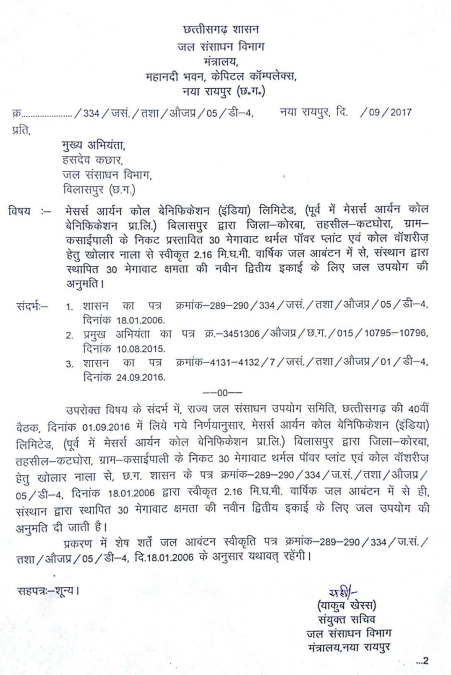 छत्तीसगढ़ शासन
जल संसाधन विभाग
मंत्रालय,
महानदी भवन, केपिटल कॉम्पलेक्स,
नया रायपुर (छ.ग.)
क्र...................../334/जसं./तशा/औजप्र/05/डी-4, नया रायपुर, दि. /09/2017
प्रति,
मुख्य अभियंता,
हसदेव कछार,
जल संसाधन विभाग,
बिलासपुर (छ.ग.)
विषय :— मेसर्स आर्यन कोल बेनिफिकेशन (इंडिया) लिमिटेड, (पूर्व में मेसर्स आर्यन कोल
बेनिफिकेशन प्रा.लि.) बिलासपुर द्वारा जिला–कोरबा, तहसील–कटघोरा, ग्राम–
कसाईपाली के निकट प्रस्तावित 30 मेगावाट थर्मल पॉवर प्लांट एवं कोल वॉशरीज़
हेतु खोलार नाला से स्वीकृत 2.16 मि.घ.मी. वार्षिक जल आबंटन में से, संस्थान द्वारा
स्थापित 30 मेगावाट क्षमता की नवीन द्वितीय इकाई के लिए जल उपयोग की
अनुमति।
संदर्भः— 1. शासन का पत्र क्रमांक–289–290/334/जसं./तशा/औजप्र/05/डी–4,
दिनांक 18.01.2006.
2. प्रमुख अभियंता का पत्र क्र.–3451306/औजप्र/छ.ग./015/10795–10796,
दिनांक 10.08.2015.
3. शासन का पत्र क्रमांक–4131–4132/7/जसं./तशा/औजप्र/01/डी–4,
दिनांक 24.09.2016.
——00——
उपरोक्त विषय के संदर्भ में, राज्य जल संसाधन उपयोग समिति, छत्तीसगढ़ की 40वीं
बैठक, दिनांक 01.09.2016 में लिये गये निर्णयानुसार, मेसर्स आर्यन कोल बेनिफिकेशन (इंडिया)
लिमिटेड, (पूर्व में मेसर्स आर्यन कोल बेनिफिकेशन प्रा.लि.) बिलासपुर द्वारा जिला–कोरबा,
तहसील–कटघोरा, ग्राम–कसाईपाली के निकट 30 मेगावाट थर्मल पॉवर प्लांट एवं कोल वॉशरीज़
हेतु खोलार नाला से, छ.ग. शासन के पत्र क्रमांक–289–290/334/ज.सं./तशा/औजप्र/
05/डी–4, दिनांक 18.01.2006 द्वारा स्वीकृत 2.16 मि.घ.मी. वार्षिक जल आबंटन में से ही,
संस्थान द्वारा स्थापित 30 मेगावाट क्षमता की नवीन द्वितीय इकाई के लिए जल उपयोग की
अनुमति दी जाती है।
प्रकरण में शेष शर्तें जल आबंटन स्वीकृति पत्र क्रमांक–289–290/334/ज.सं./
तशा/औजप्र/05/डी–4, दि.18.01.2006 के अनुसार यथावत् रहेंगी।
सहपत्रः–शून्य।
सही/-
(याकुब खेस्स)
संयुक्त सचिव
जल संसाधन विभाग
मंत्रालय,नया रायपुर
...2